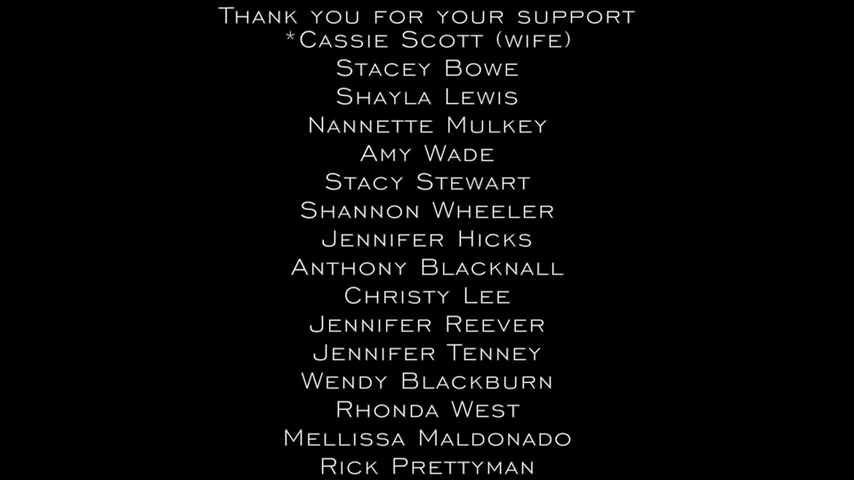 Thank you for your support
*Cassie Scott (wife)
Stacey Bowe
Shayla Lewis
Nannette Mulkey
Amy Wade
Stacy Stewart
Shannon Wheeler
Jennifer Hicks
Anthony Blacknall
Christy Lee
Jennifer Reever
Jennifer Tenney
Wendy Blackburn
Rhonda West
Mellissa Maldonado
Rick Prettyman